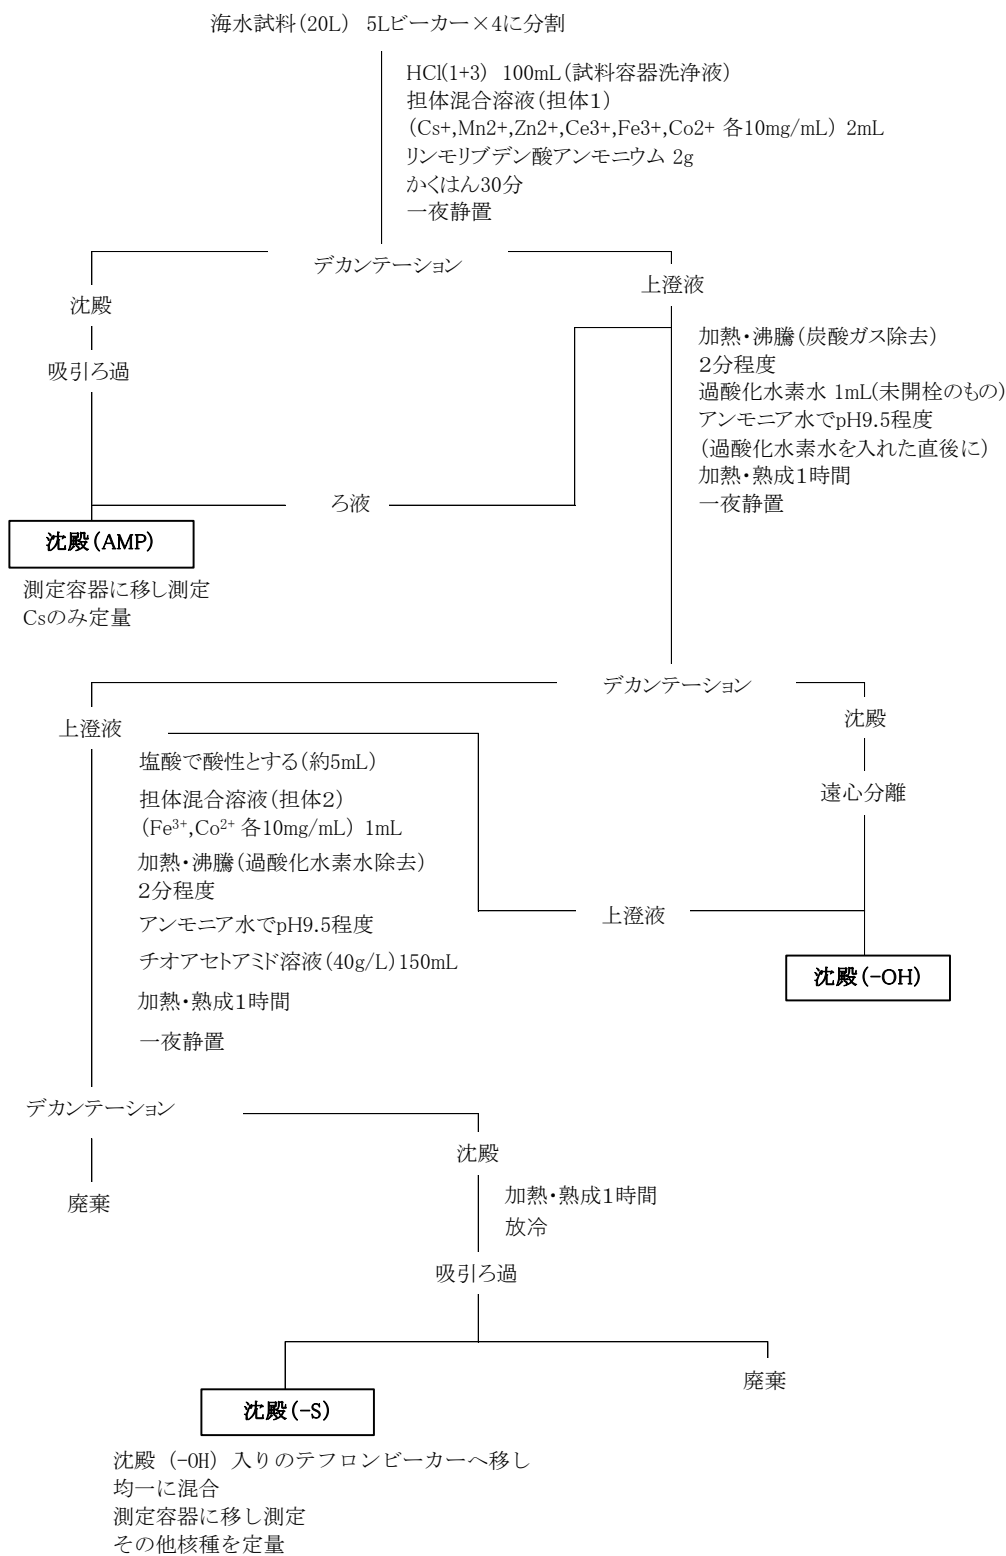 海水試料(20L) 5Lビーカー×4に分割
HCl(1+3) 100mL(試料容器洗浄液)
担体混合溶液(担体1)
(Cs+,Mn2+,Zn2+,Ce3+,Fe3+,Co2+ 各10mg/mL) 2mL
リンモリブデン酸アンモニウム 2g
かくはん30分
一夜静置
デカンテーション
沈殿
吸引ろ過
上澄液
加熱・沸騰(炭酸ガス除去)
2分程度
過酸化水素水 1mL(未開栓のもの)
アンモニア水でpH9.5程度
(過酸化水素水を入れた直後に)
加熱・熟成1時間
一夜静置
ろ液
沈殿(AMP)
測定容器に移し測定
Csのみ定量
デカンテーション
上澄液
塩酸で酸性とする(約5mL)
担体混合溶液(担体2)
(Fe³⁺,Co²⁺ 各10mg/mL) 1mL
加熱・沸騰(過酸化水素水除去)
2分程度
アンモニア水でpH9.5程度
チオアセトアミド溶液(40g/L)150mL
加熱・熟成1時間
一夜静置
沈殿
遠心分離
上澄液
沈殿(-OH)
デカンテーション
廃棄
沈殿
加熱・熟成1時間
放冷
吸引ろ過
廃棄
沈殿(-S)
沈殿 (-OH) 入りのテフロンビーカーへ移し
均一に混合
測定容器に移し測定
その他核種を定量